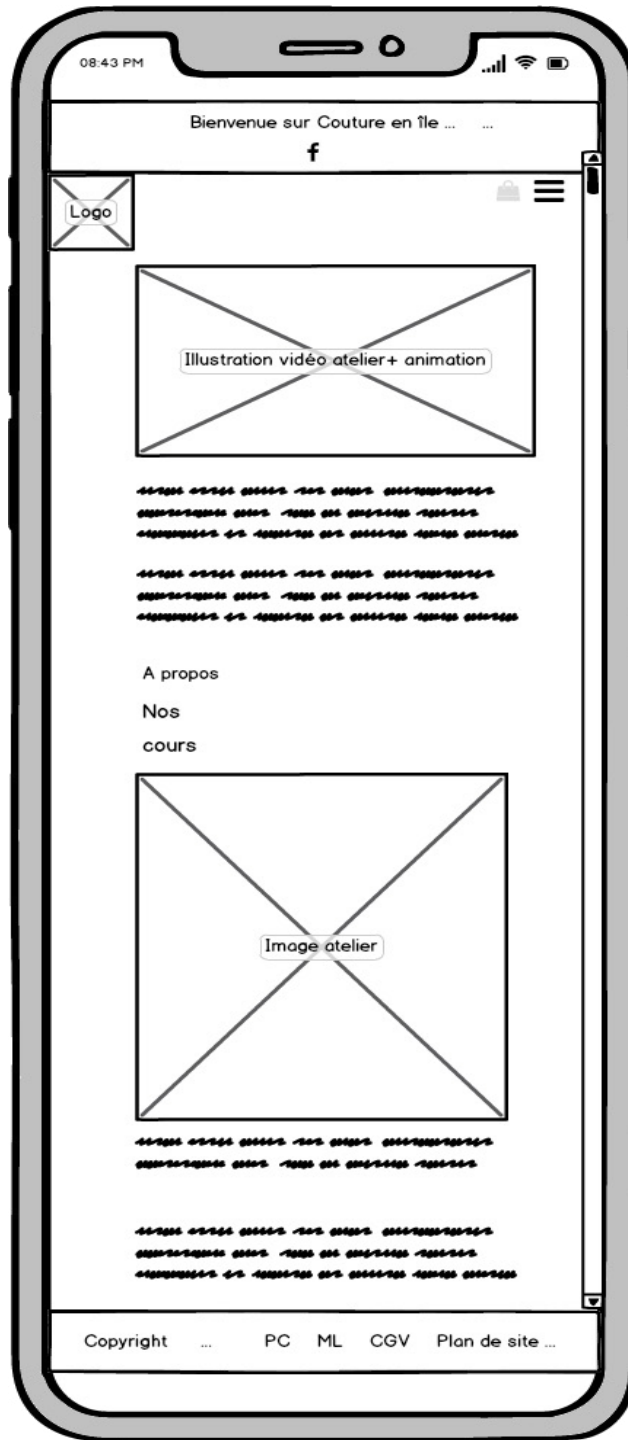 08:43 PM
Bienvenue sur Couture en île ... ...
f
Logo
Illustration vidéo atelier+ animation
A propos
Nos
cours
Image atelier
Copyright ... PC ML CGV Plan de site ...